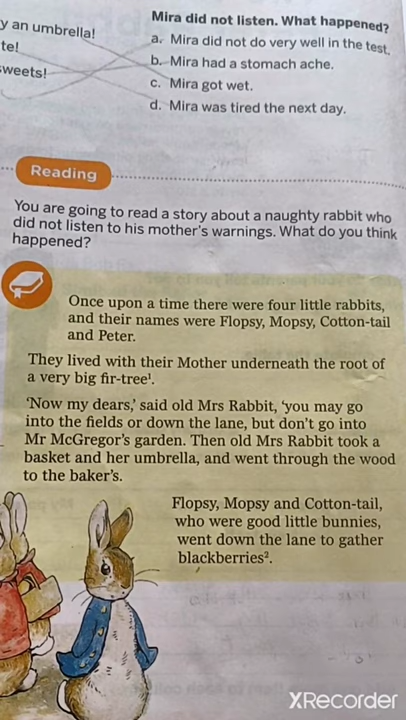 y an umbrella!
te!
sweets!
Mira did not listen. What happened?
a. Mira did not do very well in the test.
b. Mira had a stomach ache.
c. Mira got wet.
d. Mira was tired the next day.
Reading
You are going to read a story about a naughty rabbit who
did not listen to his mother's warnings. What do you think
happened?
Once upon a time there were four little rabbits,
and their names were Flopsy, Mopsy, Cotton-tail
and Peter.
They lived with their Mother underneath the root of
a very big fir-tree¹.
'Now my dears,' said old Mrs Rabbit, 'you may go
into the fields or down the lane, but don't go into
Mr McGregor's garden. Then old Mrs Rabbit took a
basket and her umbrella, and went through the wood
to the baker's.
Flopsy, Mopsy and Cotton-tail,
who were good little bunnies,
went down the lane to gather
blackberries².
XRecorder